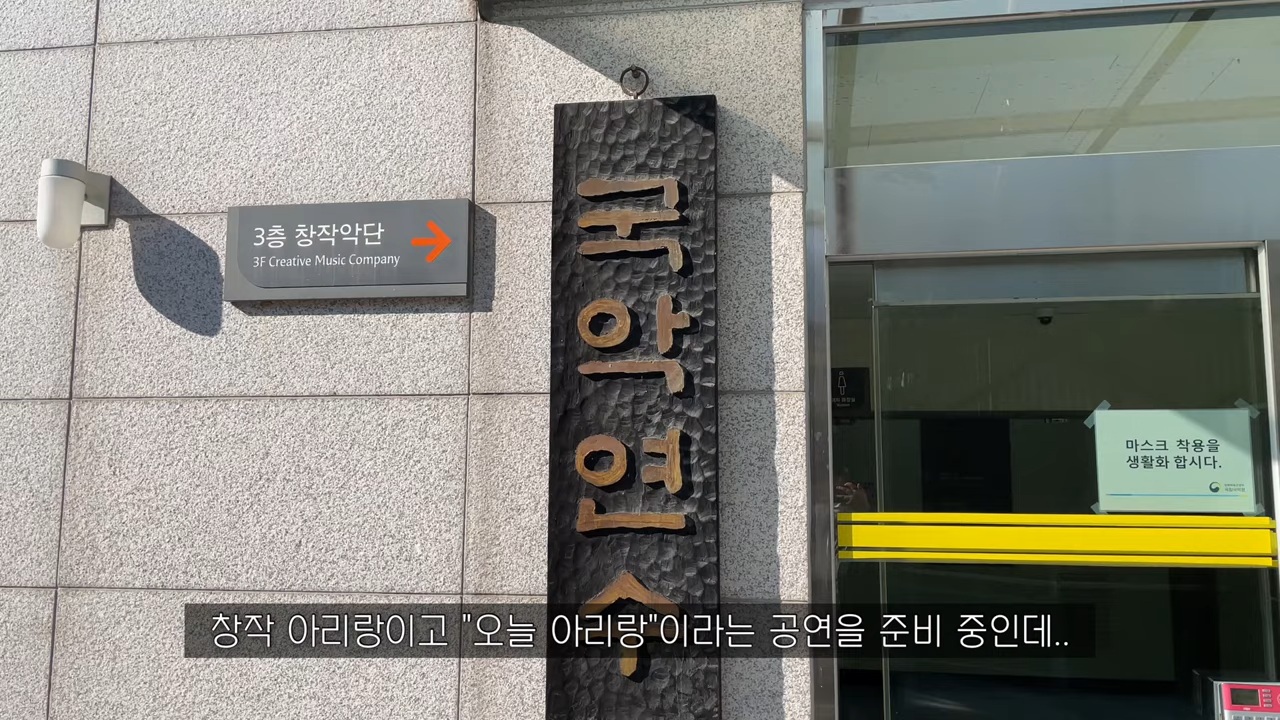 3층 창작악단
3F Creative Music Company
국악연수
마스크 착용을
생활화 합시다.
창작 아리랑이고 "오늘 아리랑"이라는 공연을 준비 중인데..